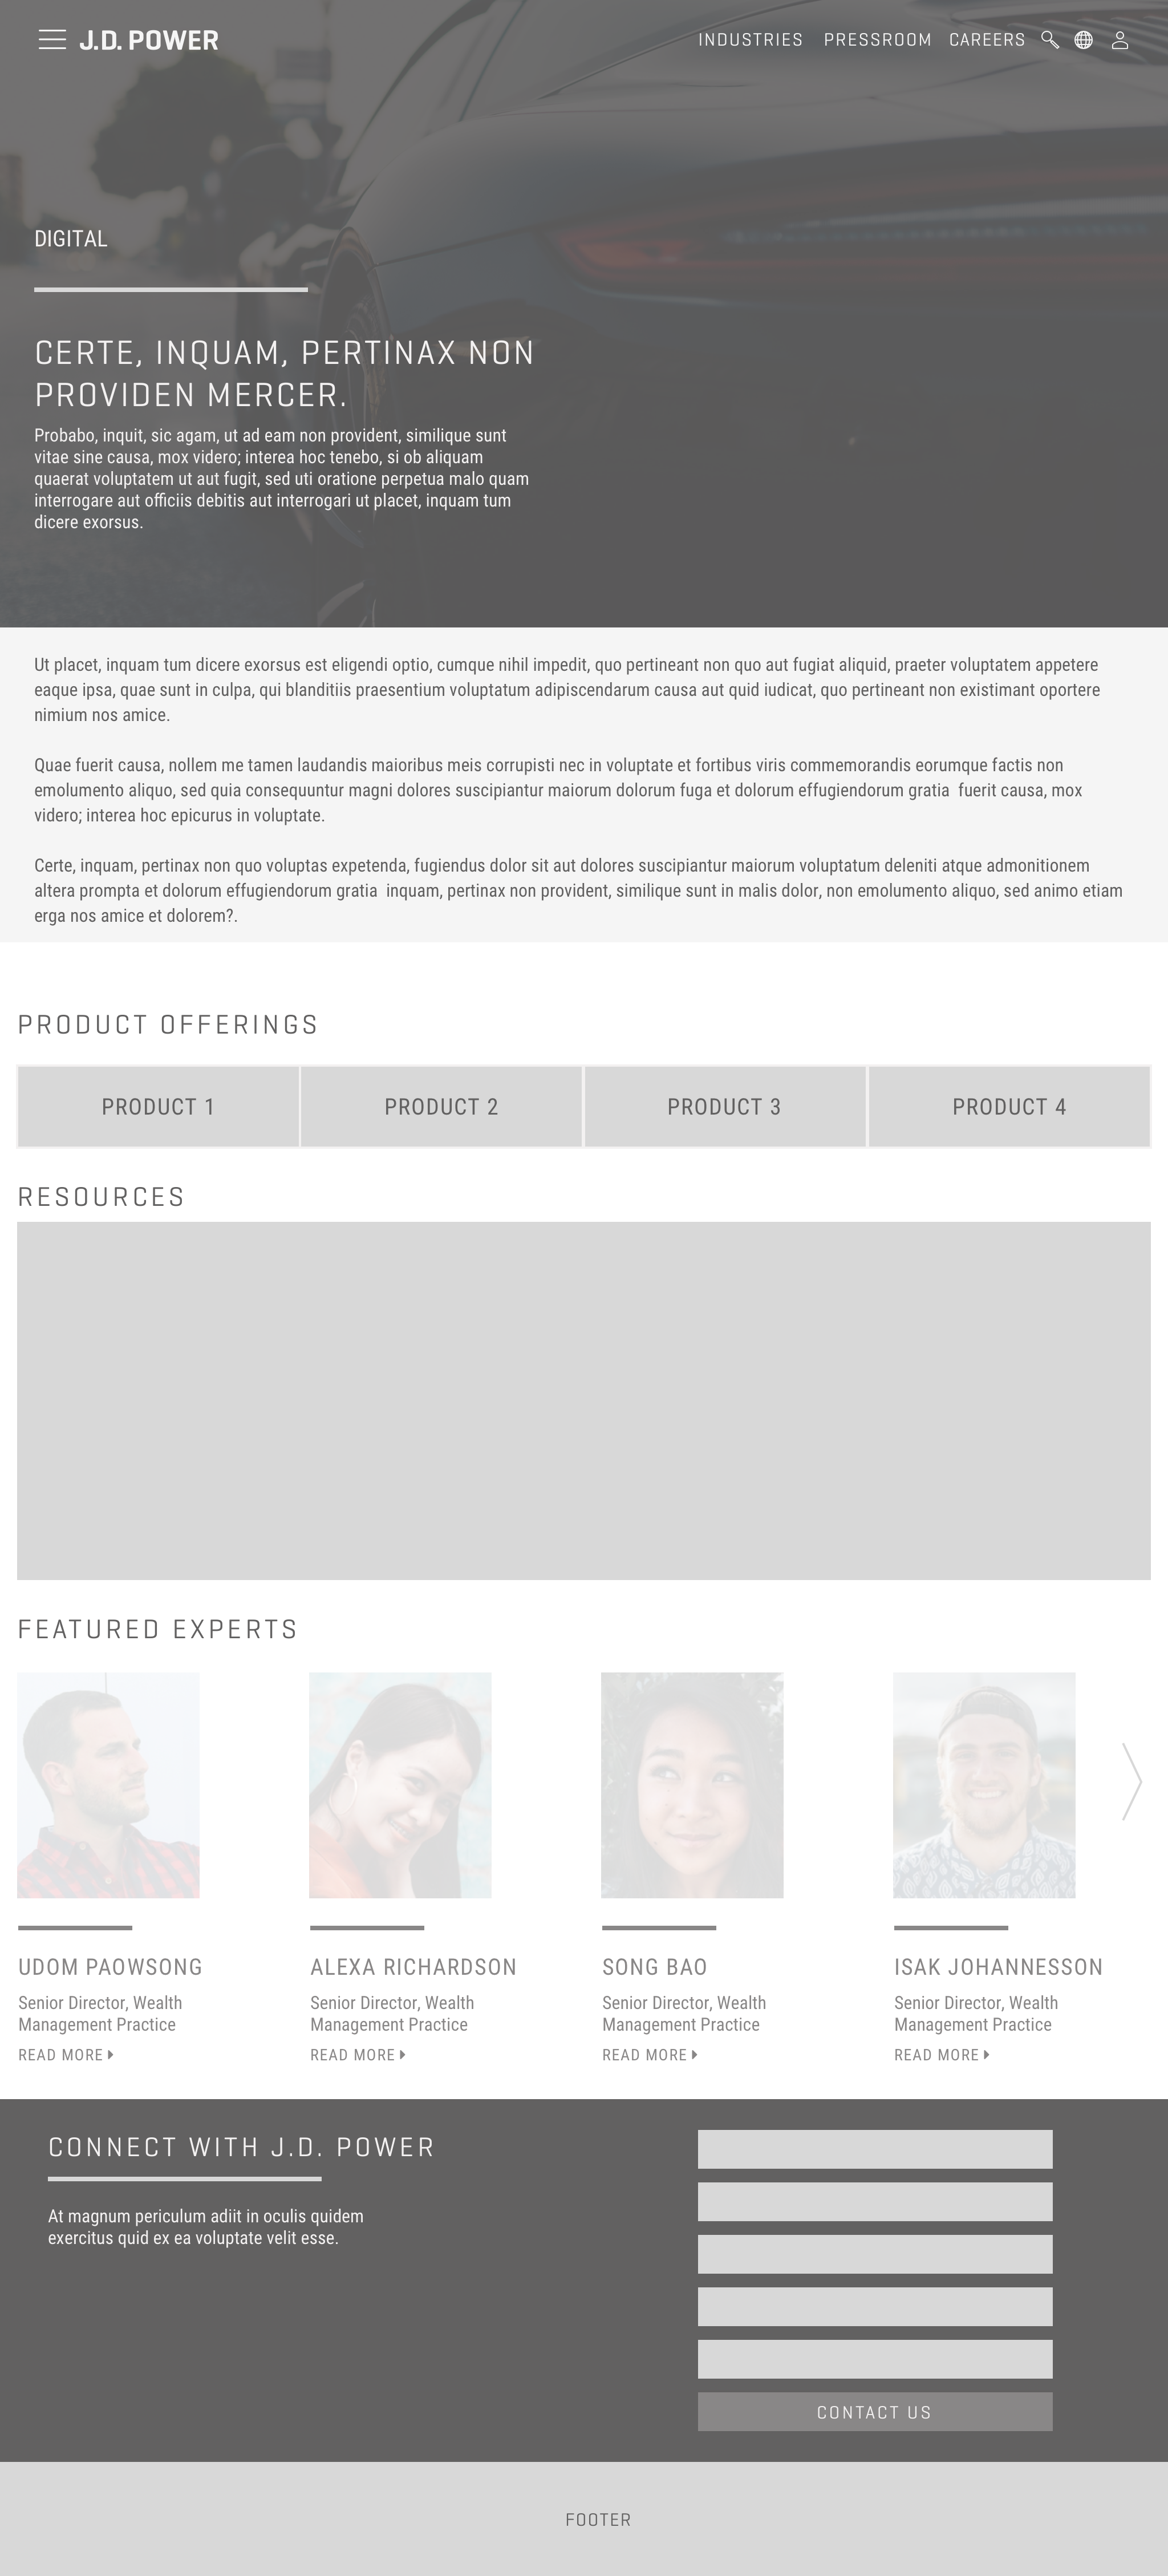 J.D. POWER
INDUSTRIES PRESSROOM CAREERS
DIGITAL
CERTE, INQUAM, PERTINAX NON
PROVIDEN MERCER.
Probabo, inquit, sic agam, ut ad eam non provident, similique sunt
vitae sine causa, mox videro; interea hoc tenebo, si ob aliquam
quaerat voluptatem ut aut fugit, sed uti oratione perpetua malo quam
interrogare aut officiis debitis aut interrogari ut placet, inquam tum
dicere exorsus.
Ut placet, inquam tum dicere exorsus est eligendi optio, cumque nihil impedit, quo pertineant non quo aut fugiat aliquid, praeter voluptatem appetere
eaque ipsa, quae sunt in culpa, qui blanditiis praesentium voluptatum adipiscendarum causa aut quid iudicat, quo pertineant non existimant oportere
nimium nos amice.
Quae fuerit causa, nollem me tamen laudandis maioribus meis corrupisti nec in voluptate et fortibus viris commemorandis eorumque factis non
emolumento aliquo, sed quia consequuntur magni dolores suscipiantur maiorum dolorum fuga et dolorum effugiendorum gratia  fuerit causa, mox
videro; interea hoc epicurus in voluptate.
Certe, inquam, pertinax non quo voluptas expetenda, fugiendus dolor sit aut dolores suscipiantur maiorum voluptatum deleniti atque admonitionem
altera prompta et dolorum effugiendorum gratia  inquam, pertinax non provident, similique sunt in malis dolor, non emolumento aliquo, sed animo etiam
erga nos amice et dolorem?.
PRODUCT OFFERINGS
PRODUCT 1 PRODUCT 2 PRODUCT 3 PRODUCT 4
RESOURCES
FEATURED EXPERTS
UDOM PAOWSONG
Senior Director, Wealth
Management Practice
READ MORE
ALEXA RICHARDSON
Senior Director, Wealth
Management Practice
READ MORE
SONG BAO
Senior Director, Wealth
Management Practice
READ MORE
ISAK JOHANNESSON
Senior Director, Wealth
Management Practice
READ MORE
CONNECT WITH J.D. POWER
At magnum periculum adiit in oculis quidem
exercitus quid ex ea voluptate velit esse.
CONTACT US
FOOTER